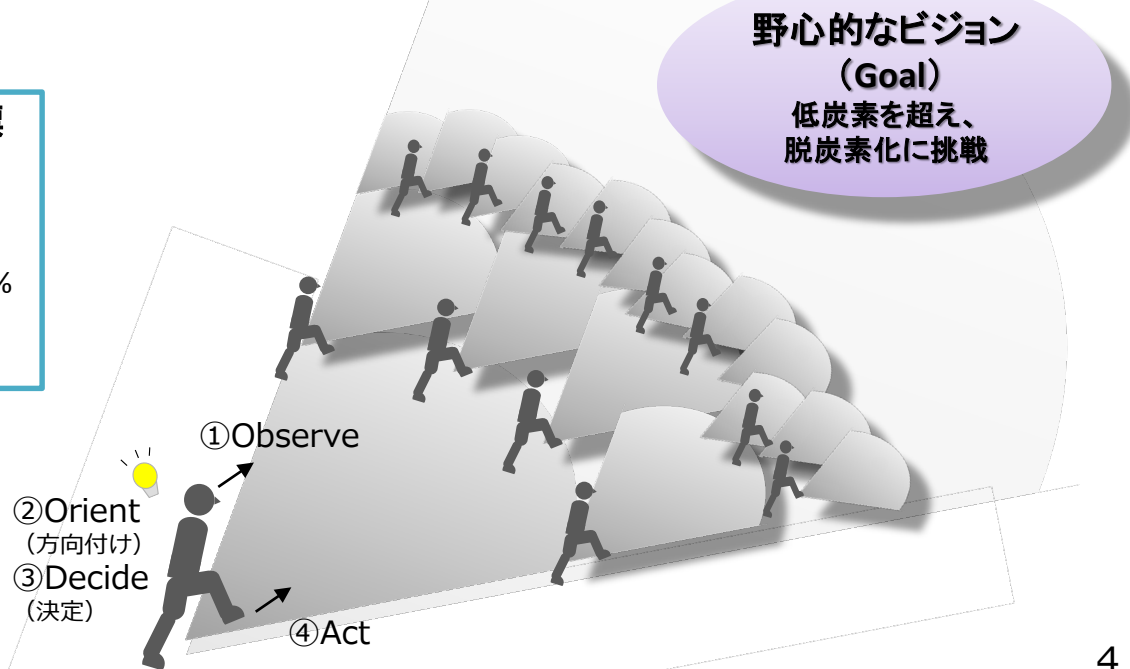 野心的なビジョン
（Goal）
低炭素を超え、
脱炭素化に挑戦
%
①Observe
②Orient
（方向付け）
③Decide
（決定）
④Act
4